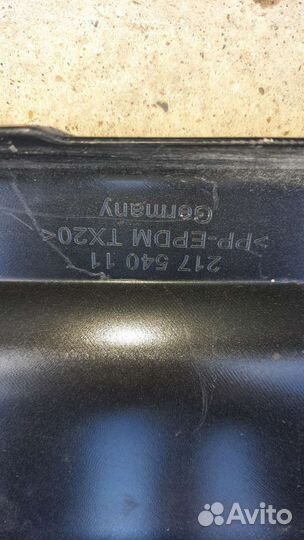 217 540 11
>PP-EPDM TX20<
Germany
Avito